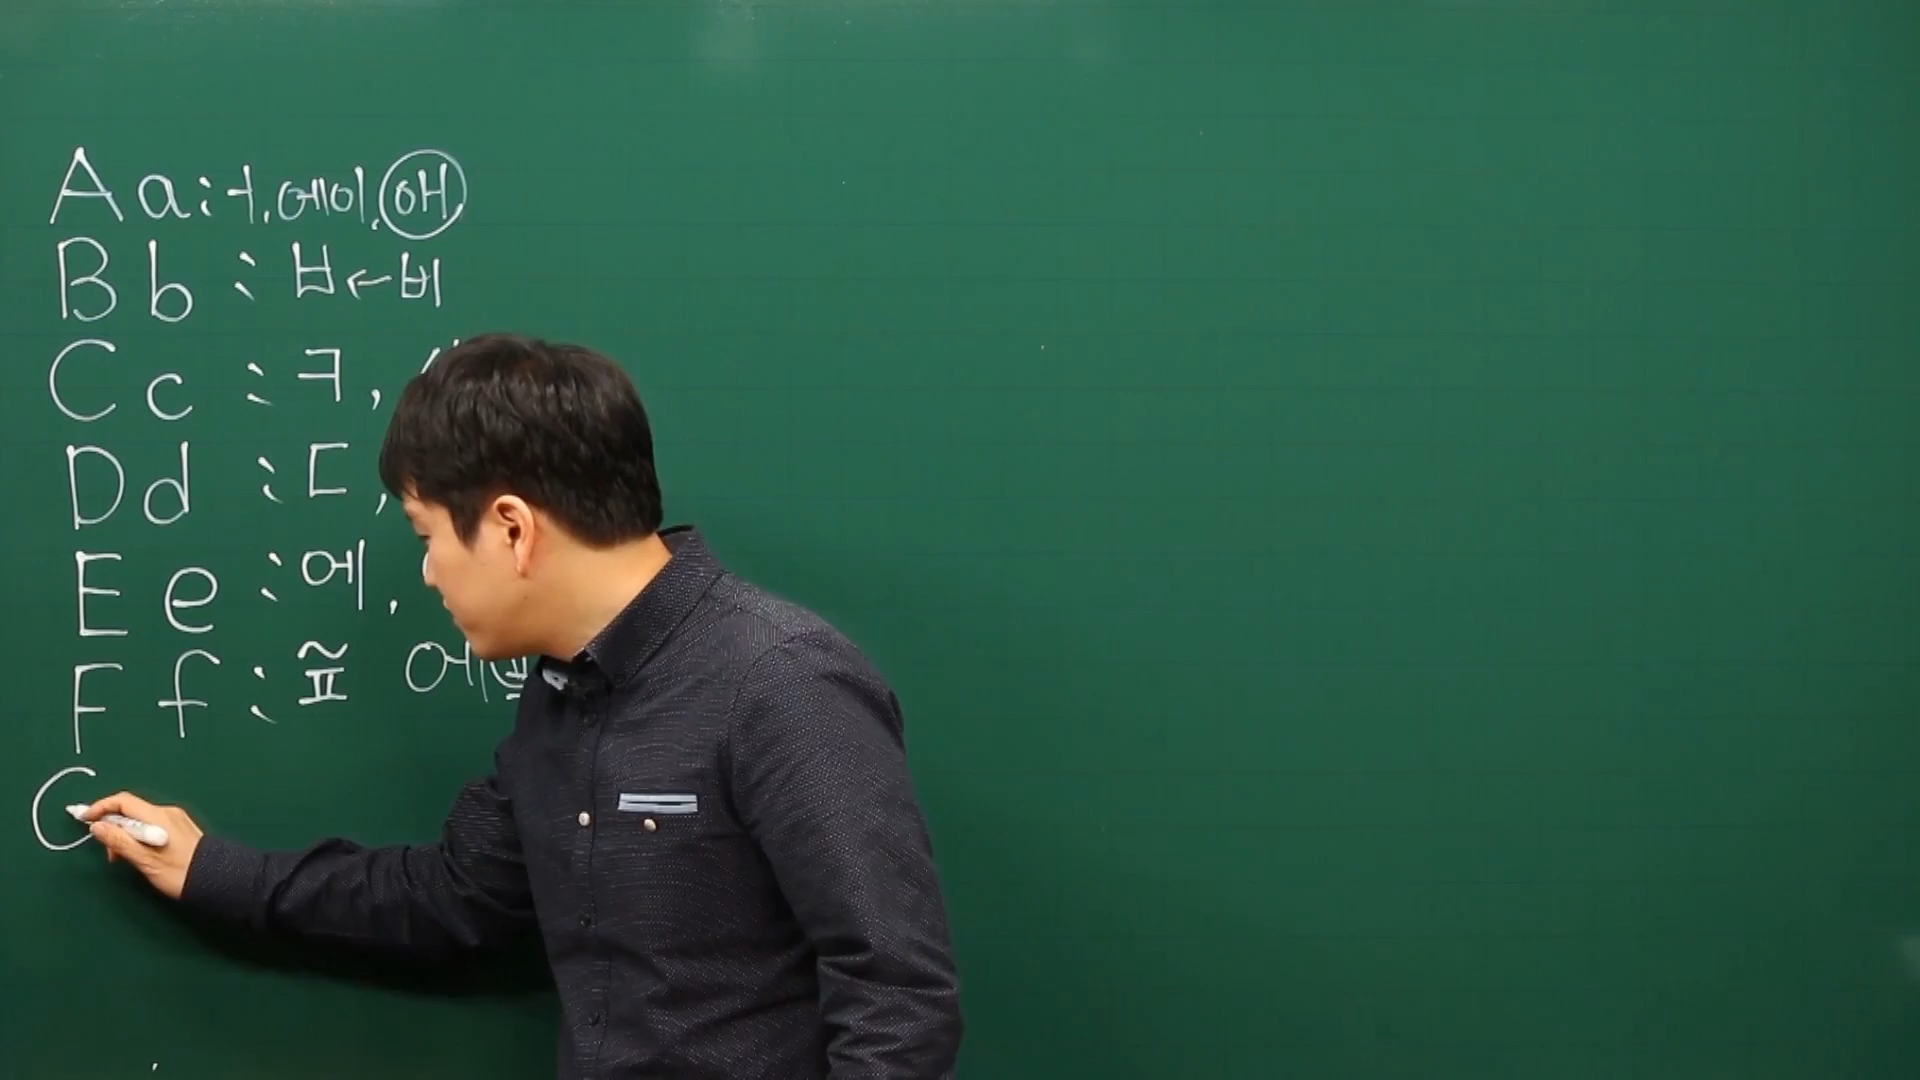 A a : ㅓ, 에이, 애
B b : ㅂ ← 비
C c : ㅋ,
D d : ㄷ,
E e : 에,
F f : ㅍ 에
G